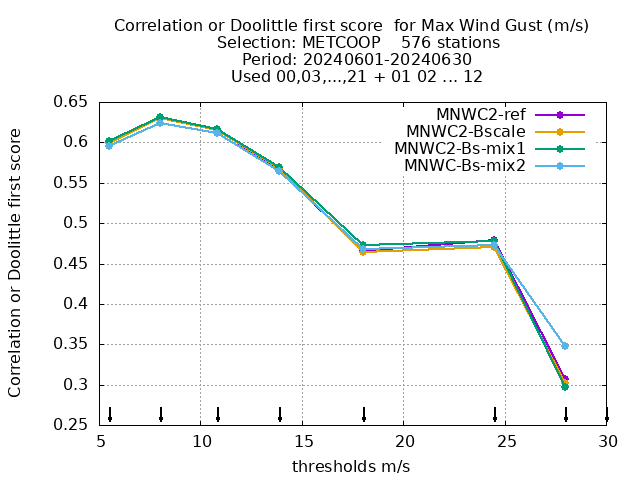 Correlation or Doolittle first score  for Max Wind Gust (m/s)
Selection: METCOOP    576 stations
Period: 20240601-20240630
Used 00,03,...,21 + 01 02 ... 12
MNWC2-ref
MNWC2-Bscale
MNWC2-Bs-mix1
MNWC-Bs-mix2
Correlation or Doolittle first score
0.65
0.6
0.55
0.5
0.45
0.4
0.35
0.3
0.25
5 10 15 20 25 30
thresholds m/s